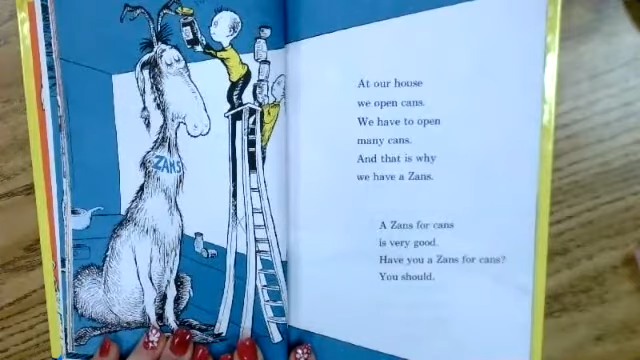 ZANS
At our house
we open cans.
We have to open
many cans.
And that is why
we have a Zans.
A Zans for cans
is very good.
Have you a Zans for cans?
You should.